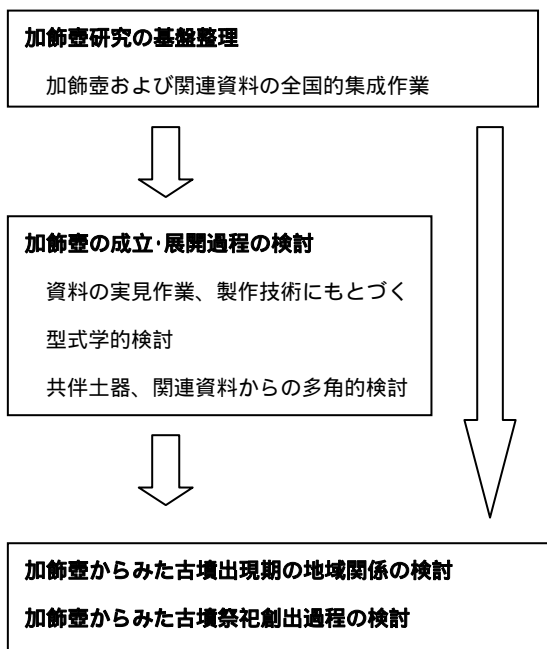 加飾壺研究の基盤整理
加飾壺および関連資料の全国的集成作業
加飾壺の成立・展開過程の検討
資料の実見作業、製作技術にもとづく
型式学的検討
共伴土器、関連資料からの多角的検討
加飾壺からみた古墳出現期の地域関係の検討
加飾壺からみた古墳祭祀創出過程の検討